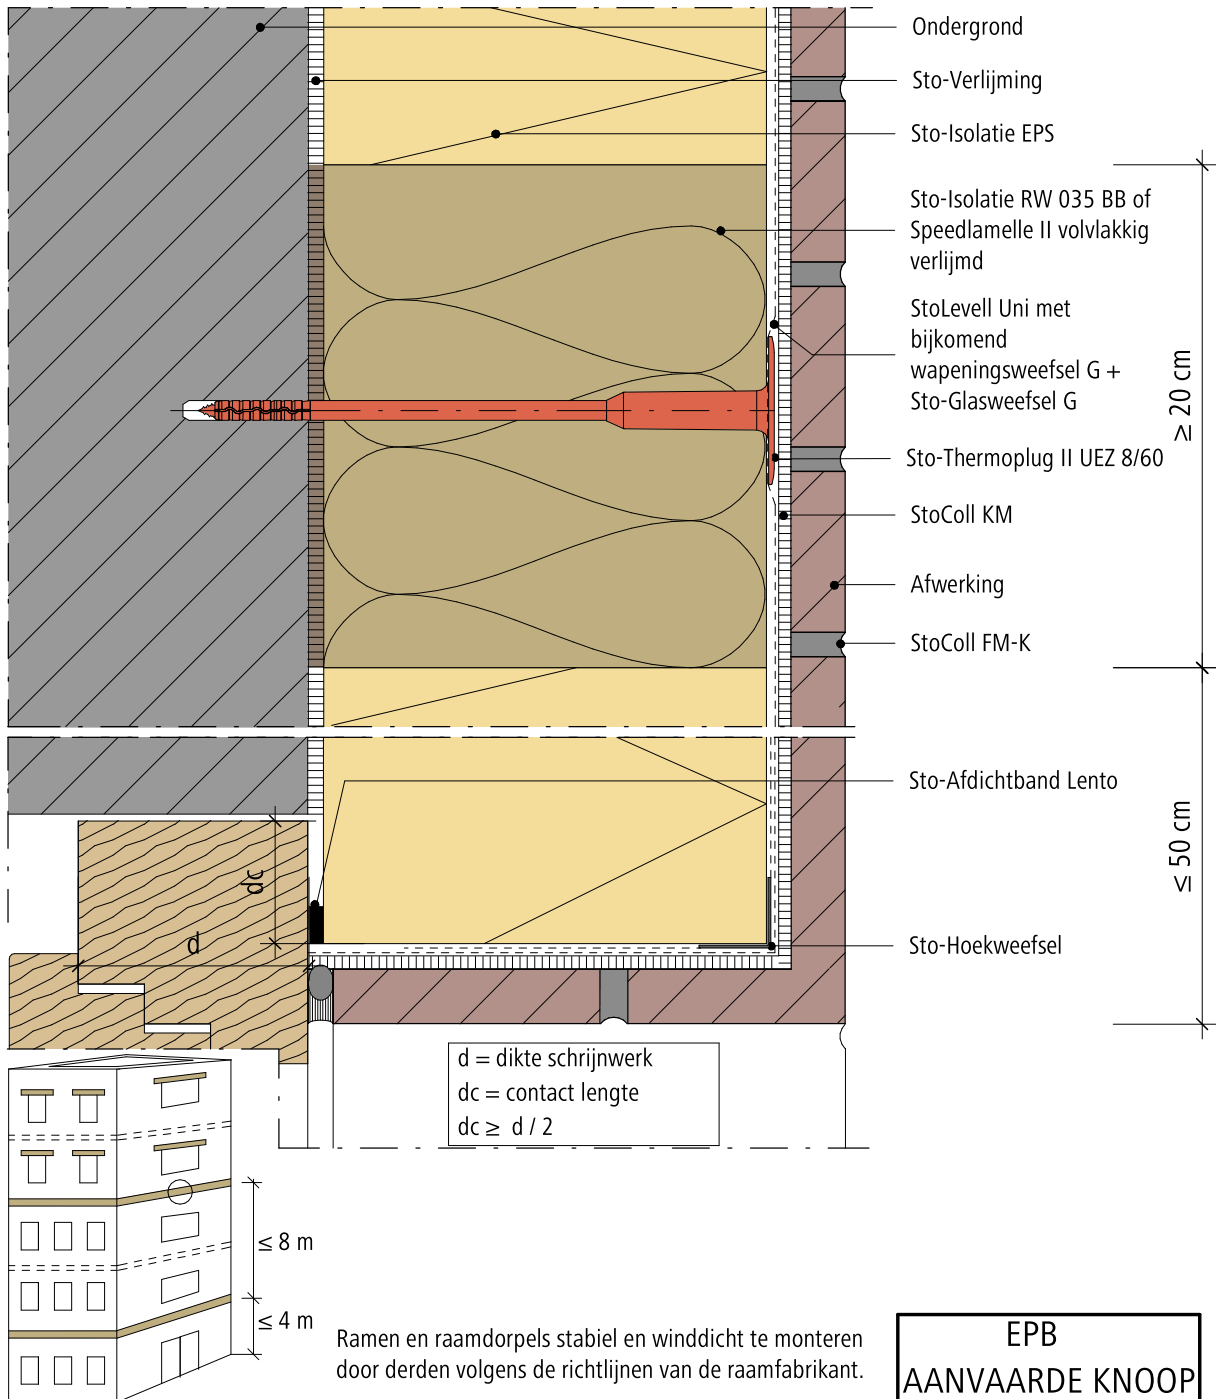 Ondergrond
Sto-Verlijming
Sto-Isolatie EPS
Sto-Isolatie RW 035 BB of
Speedlamelle II volvlakkig
verlijmd
StoLevell Uni met
bijkomend
wapeningsweefsel G +
Sto-Glasweefsel G
≥ 20 cm
Sto-Thermoplug II UEZ 8/60
StoColl KM
Afwerking
StoColl FM-K
Sto-Afdichtband Lento
≤ 50 cm
dc
d
Sto-Hoekweefsel
d = dikte schrijnwerk
dc = contact lengte
dc ≥ d / 2
≤ 8 m
≤ 4 m
Ramen en raamdorpels stabiel en winddicht te monteren
door derden volgens de richtlijnen van de raamfabrikant.
EPB
AANVAARDE KNOOP